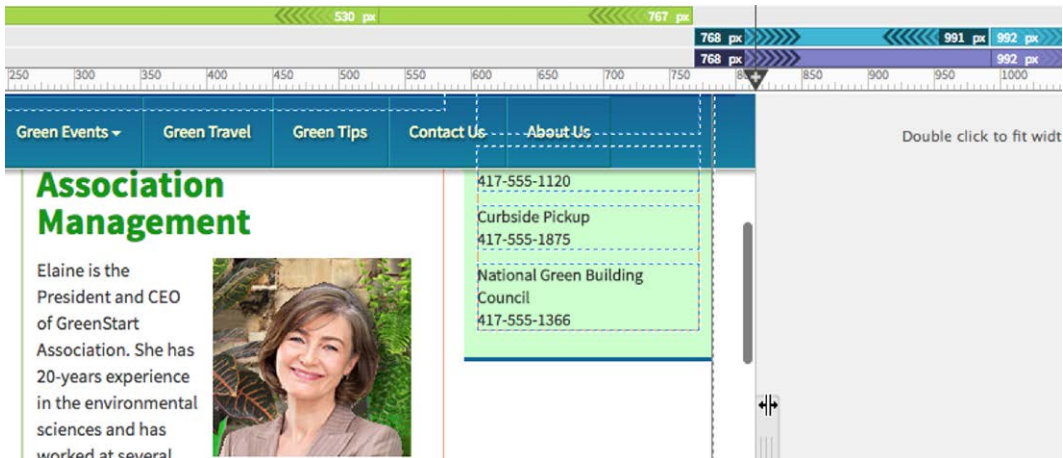 530 px 767 px
768 px 991 px 992 px
768 px 992 px
250 300 350 400 450 500 550 600 650 700 750 850 900 950 1000
Green Events Green Travel Green Tips Contact Us About Us
Double click to fit widt
Association
Management
Elaine is the
President and CEO
of GreenStart
Association. She has
20-years experience
in the environmental
sciences and has
worked at several
417-555-1120
Curbside Pickup
417-555-1875
National Green Building
Council
417-555-1366